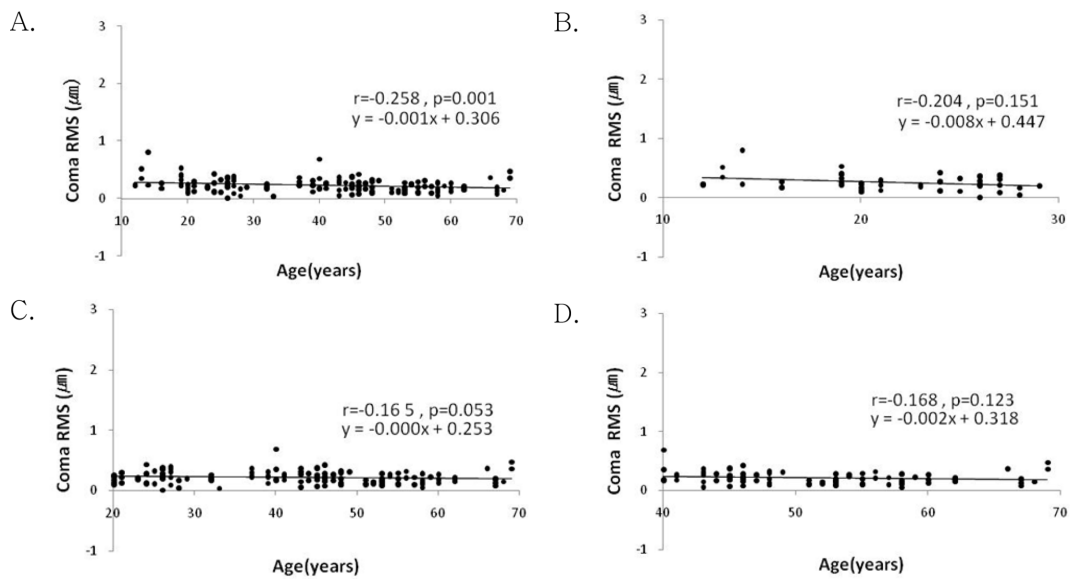 A.
3
2
1
0
-1
10
20
30
40
50
60
70
Coma RMS (㎛)
Age(years)
r=-0.258 , p=0.001
y = -0.001x + 0.306
B.
3
2
1
0
-1
10
20
30
Coma RMS (㎛)
Age(years)
r=-0.204 , p=0.151
y = -0.008x + 0.447
C.
3
2
1
0
-1
20
30
40
50
60
70
Coma RMS (㎛)
Age(years)
r=-0.16 5 , p=0.053
y = -0.000x + 0.253
D.
3
2
1
0
-1
40
50
60
70
Coma RMS (㎛)
Age(years)
r=-0.168 , p=0.123
y = -0.002x + 0.318